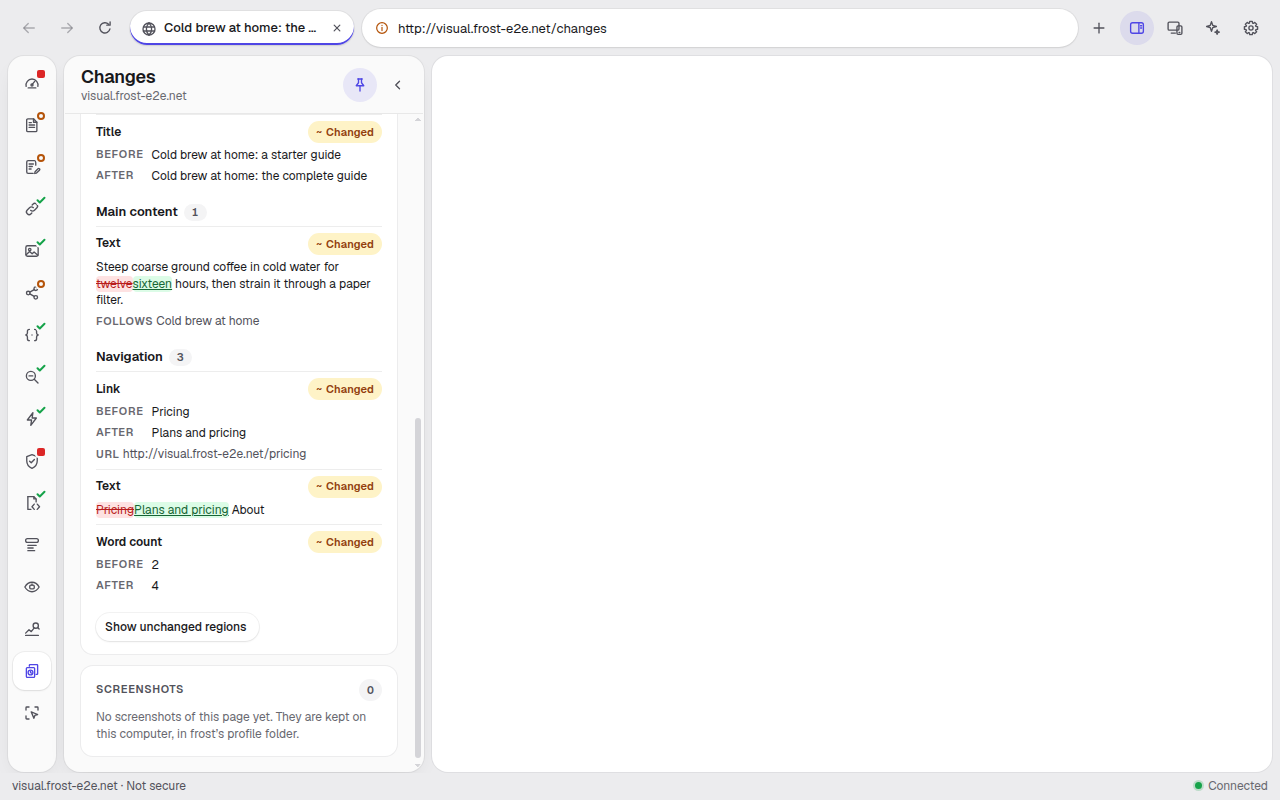 Cold brew at home: the ...
http://visual.frost-e2e.net/changes
Changes
visual.frost-e2e.net
Title
~ Changed
BEFORE Cold brew at home: a starter guide
AFTER Cold brew at home: the complete guide
Main content 1
Text
~ Changed
Steep coarse ground coffee in cold water for
twelvesixteen hours, then strain it through a paper
filter.
FOLLOWS Cold brew at home
Navigation 3
Link
~ Changed
BEFORE Pricing
AFTER Plans and pricing
URL http://visual.frost-e2e.net/pricing
Text
~ Changed
PricingPlans and pricing About
Word count
~ Changed
BEFORE 2
AFTER 4
Show unchanged regions
SCREENSHOTS 0
No screenshots of this page yet. They are kept on
this computer, in frost's profile folder.
visual.frost-e2e.net · Not secure
Connected